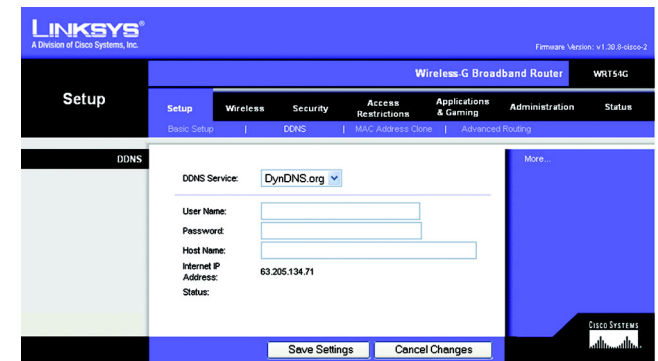 LINKSYS®
A Division of Cisco Systems, Inc.
Firmware Version: v1.30.8-cisco-2
Wireless-G Broadband Router WRT54G
Setup
Setup Wireless Security Access Restrictions Applications & Gaming Administration Status
Basic Setup | DDNS | MAC Address Clone | Advanced Routing
DDNS
More...
DDNS Service: DynDNS.org
User Name:
Password:
Host Name:
Internet IP Address: 63.205.134.71
Status:
Save Settings Cancel Changes
CISCO SYSTEMS